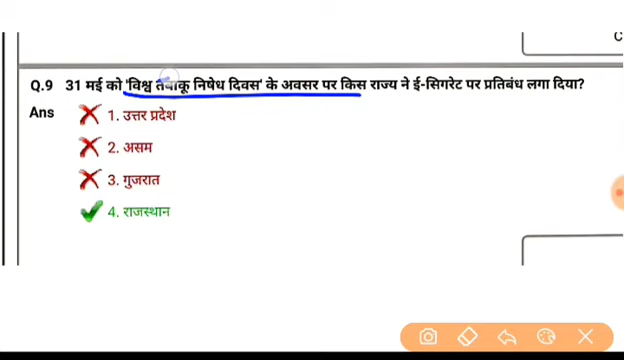 C
Q.9 31 मई को 'विश्व तंबाकू निषेध दिवस' के अवसर पर किस राज्य ने ई-सिगरेट पर प्रतिबंध लगा दिया?
Ans 1. उत्तर प्रदेश
2. असम
3. गुजरात
4. राजस्थान